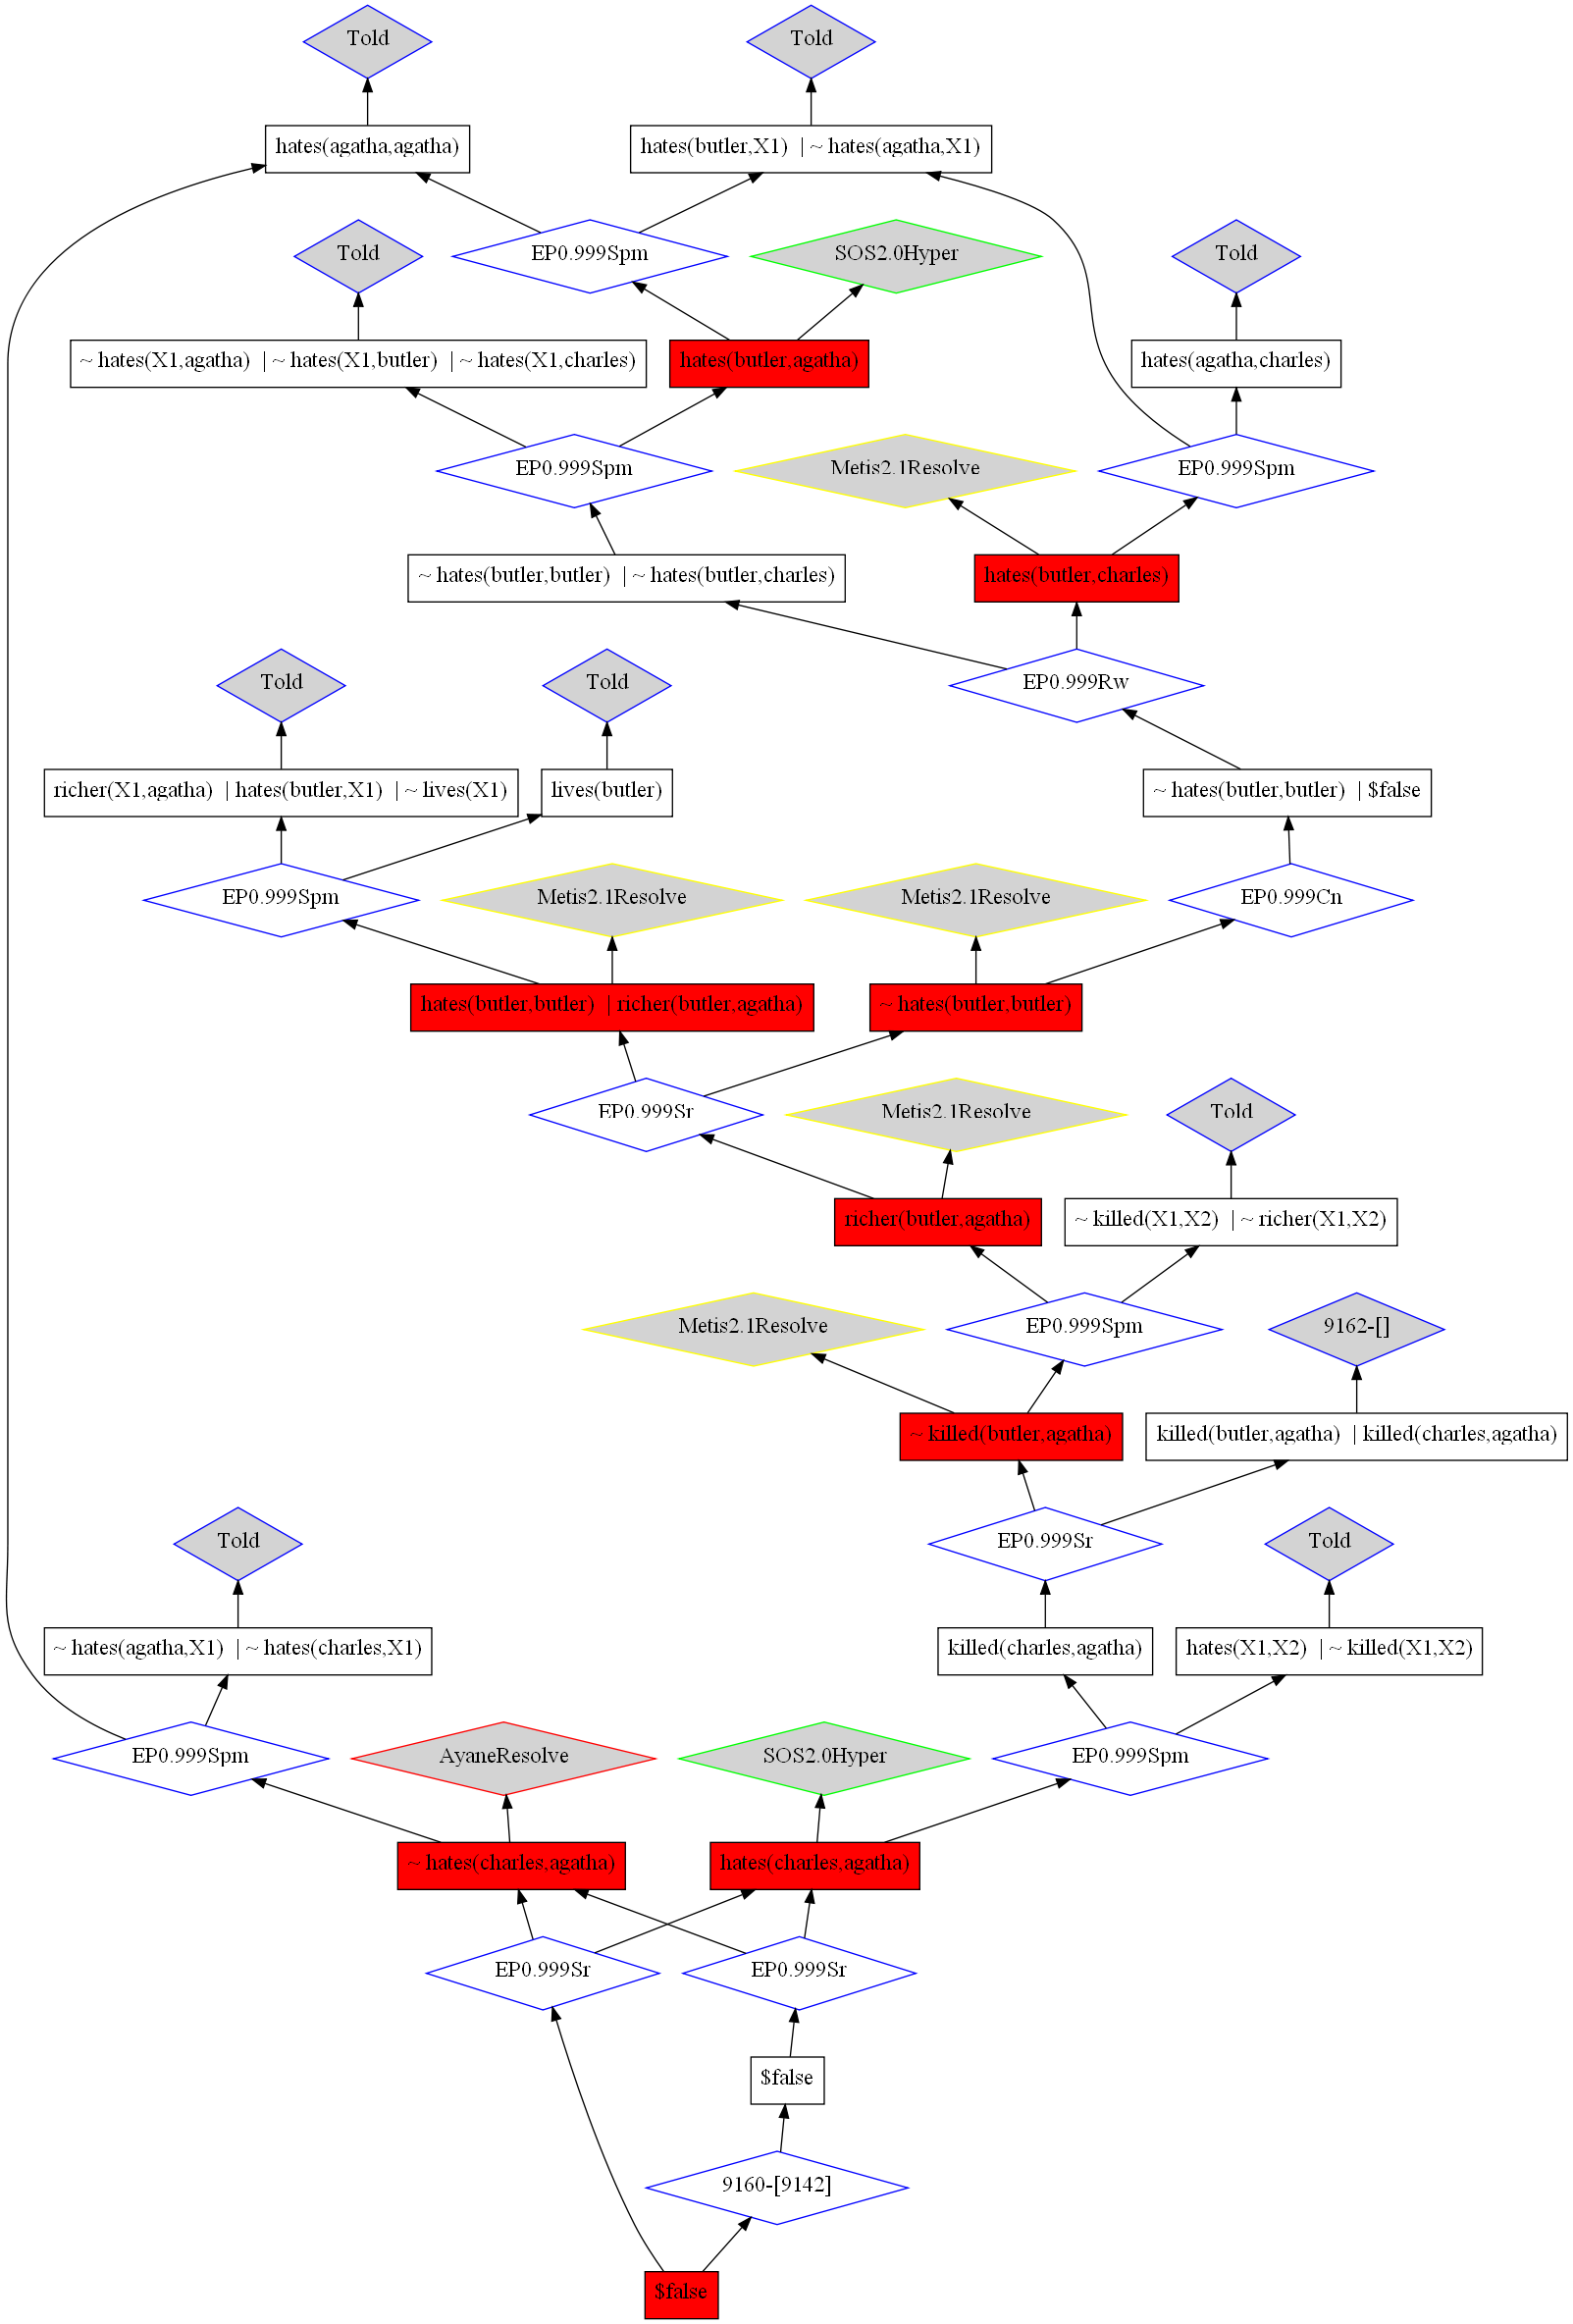 Told
Told
hates(agatha,agatha)
hates(butler,X1) | ~ hates(agatha,X1)
Told
EP0.999Spm
SOS2.0Hyper
Told
~ hates(X1,agatha) | ~ hates(X1,butler) | ~ hates(X1,charles)
hates(butler,agatha)
hates(agatha,charles)
EP0.999Spm
Metis2.1Resolve
EP0.999Spm
~ hates(butler,butler) | ~ hates(butler,charles)
hates(butler,charles)
Told
Told
EP0.999Rw
richer(X1,agatha) | hates(butler,X1) | ~ lives(X1)
lives(butler)
~ hates(butler,butler) | $false
EP0.999Spm
Metis2.1Resolve
Metis2.1Resolve
EP0.999Cn
hates(butler,butler) | richer(butler,agatha)
~ hates(butler,butler)
EP0.999Sr
Metis2.1Resolve
Told
richer(butler,agatha)
~ killed(X1,X2) | ~ richer(X1,X2)
Metis2.1Resolve
EP0.999Spm
9162-[]
~ killed(butler,agatha)
killed(butler,agatha) | killed(charles,agatha)
Told
EP0.999Sr
Told
~ hates(agatha,X1) | ~ hates(charles,X1)
killed(charles,agatha)
hates(X1,X2) | ~ killed(X1,X2)
EP0.999Spm
AyaneResolve
SOS2.0Hyper
EP0.999Spm
~ hates(charles,agatha)
hates(charles,agatha)
EP0.999Sr
EP0.999Sr
$false
9160-[9142]
$false